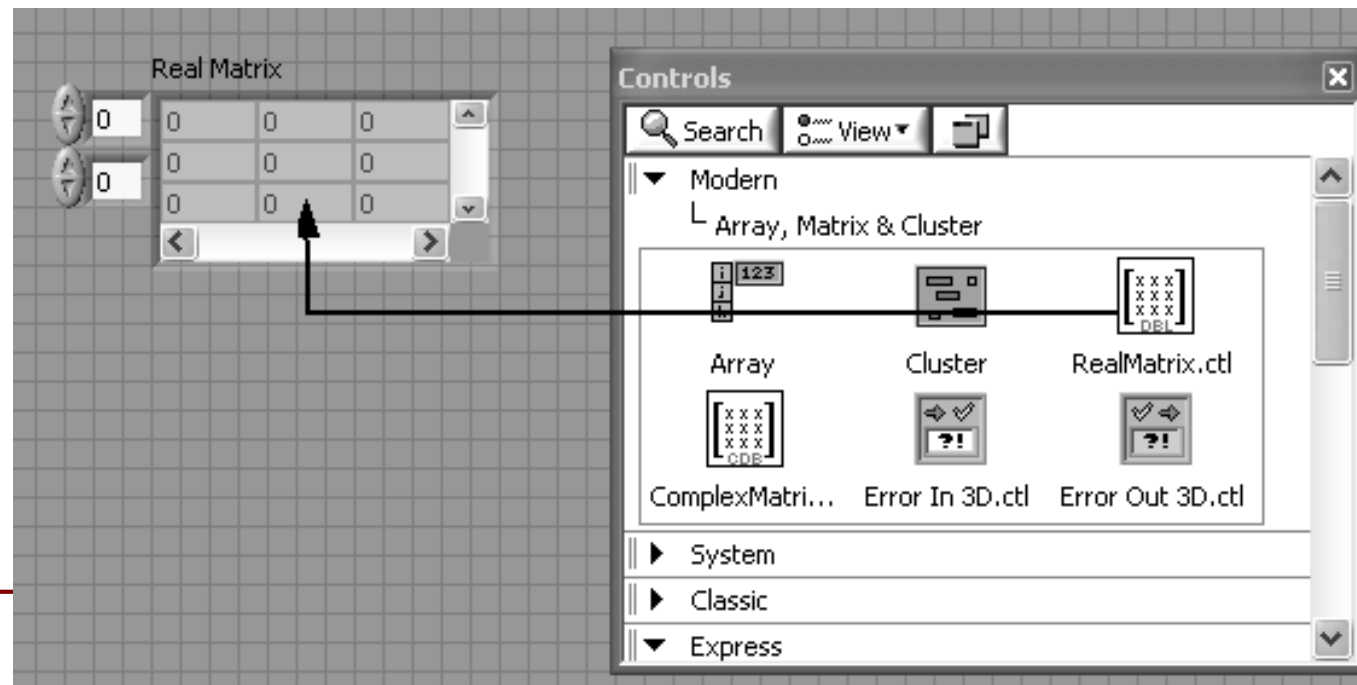 Real Matrix
0 0 0 0
0 0 0 0
0 0 0
Controls
Search View
Modern
Array, Matrix & Cluster
i 123
j
x x x
x x x
x x x
DBL
Array Cluster RealMatrix.ctl
x x x
x x x
x x x
CDB
?! ?!
ComplexMatri... Error In 3D.ctl Error Out 3D.ctl
System
Classic
Express